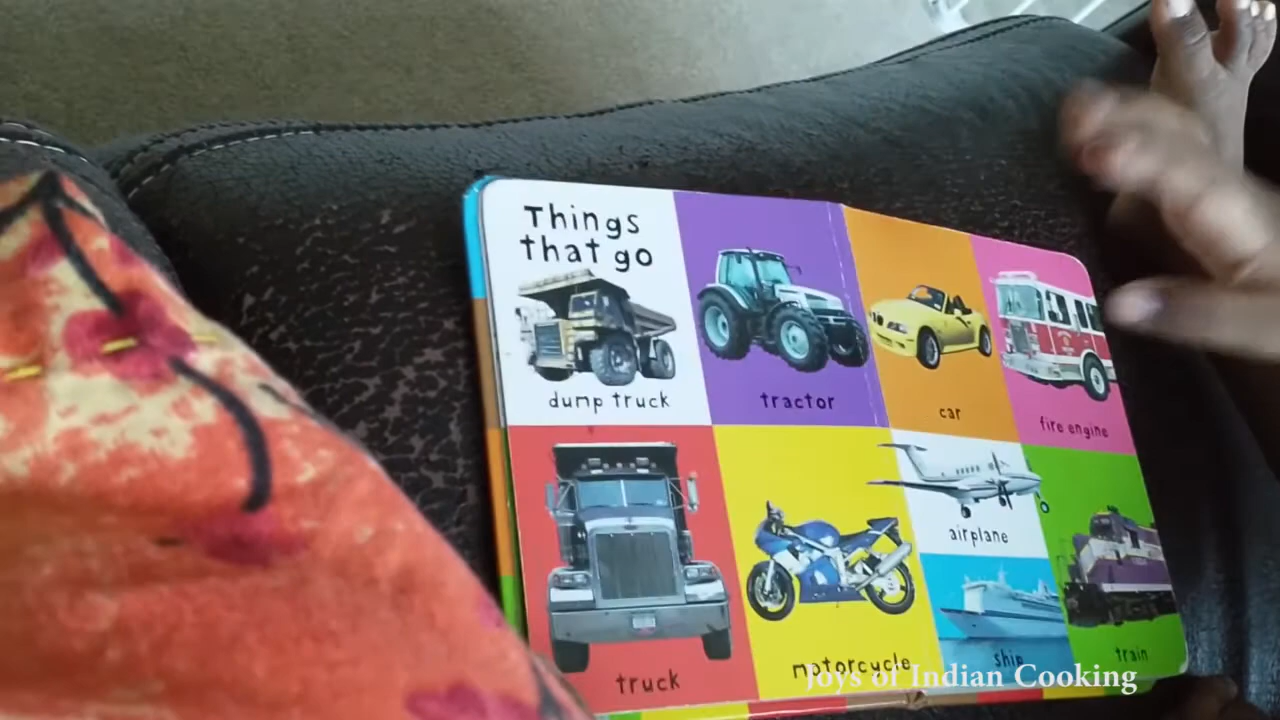 Things
that go
dump truck
tractor
car
fire engine
truck
motorcycle
airplane
ship
train
Joys of Indian Cooking